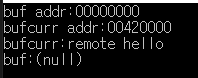 buf addr:00000000
bufcurr addr:00420000
bufcurr:remote hello
buf:(null)